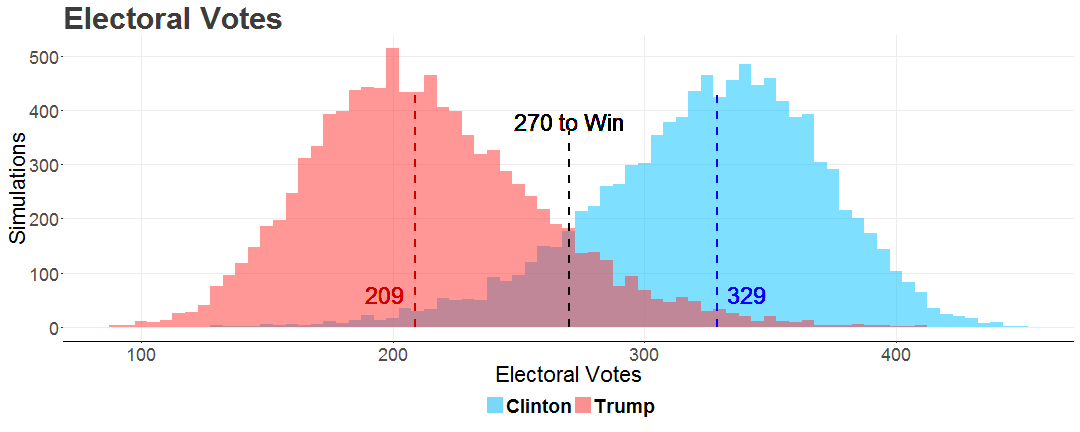 Electoral Votes
Simulations
500
400
300
200
100
0
270 to Win
209
329
100 200 300 400
Electoral Votes
Clinton Trump